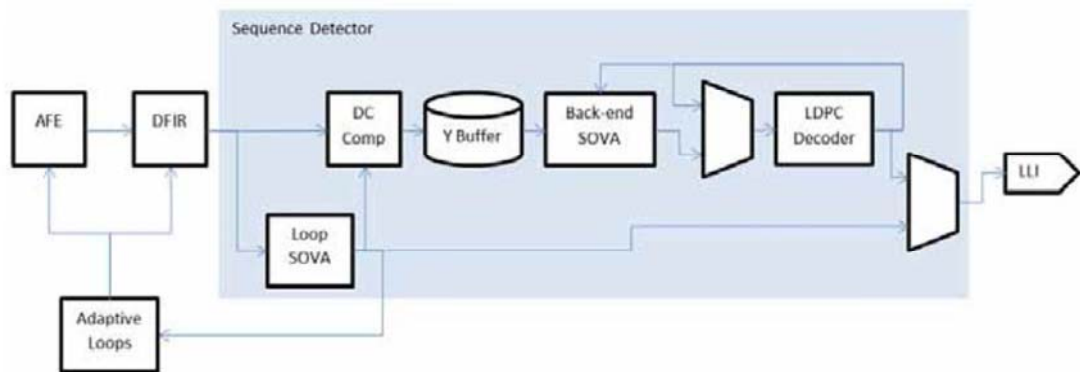 Sequence Detector
AFE
DFIR
DC
Comp
Y Buffer
Back-end
SOVA
LDPC
Decoder
LLI
Loop
SOVA
Adaptive
Loops